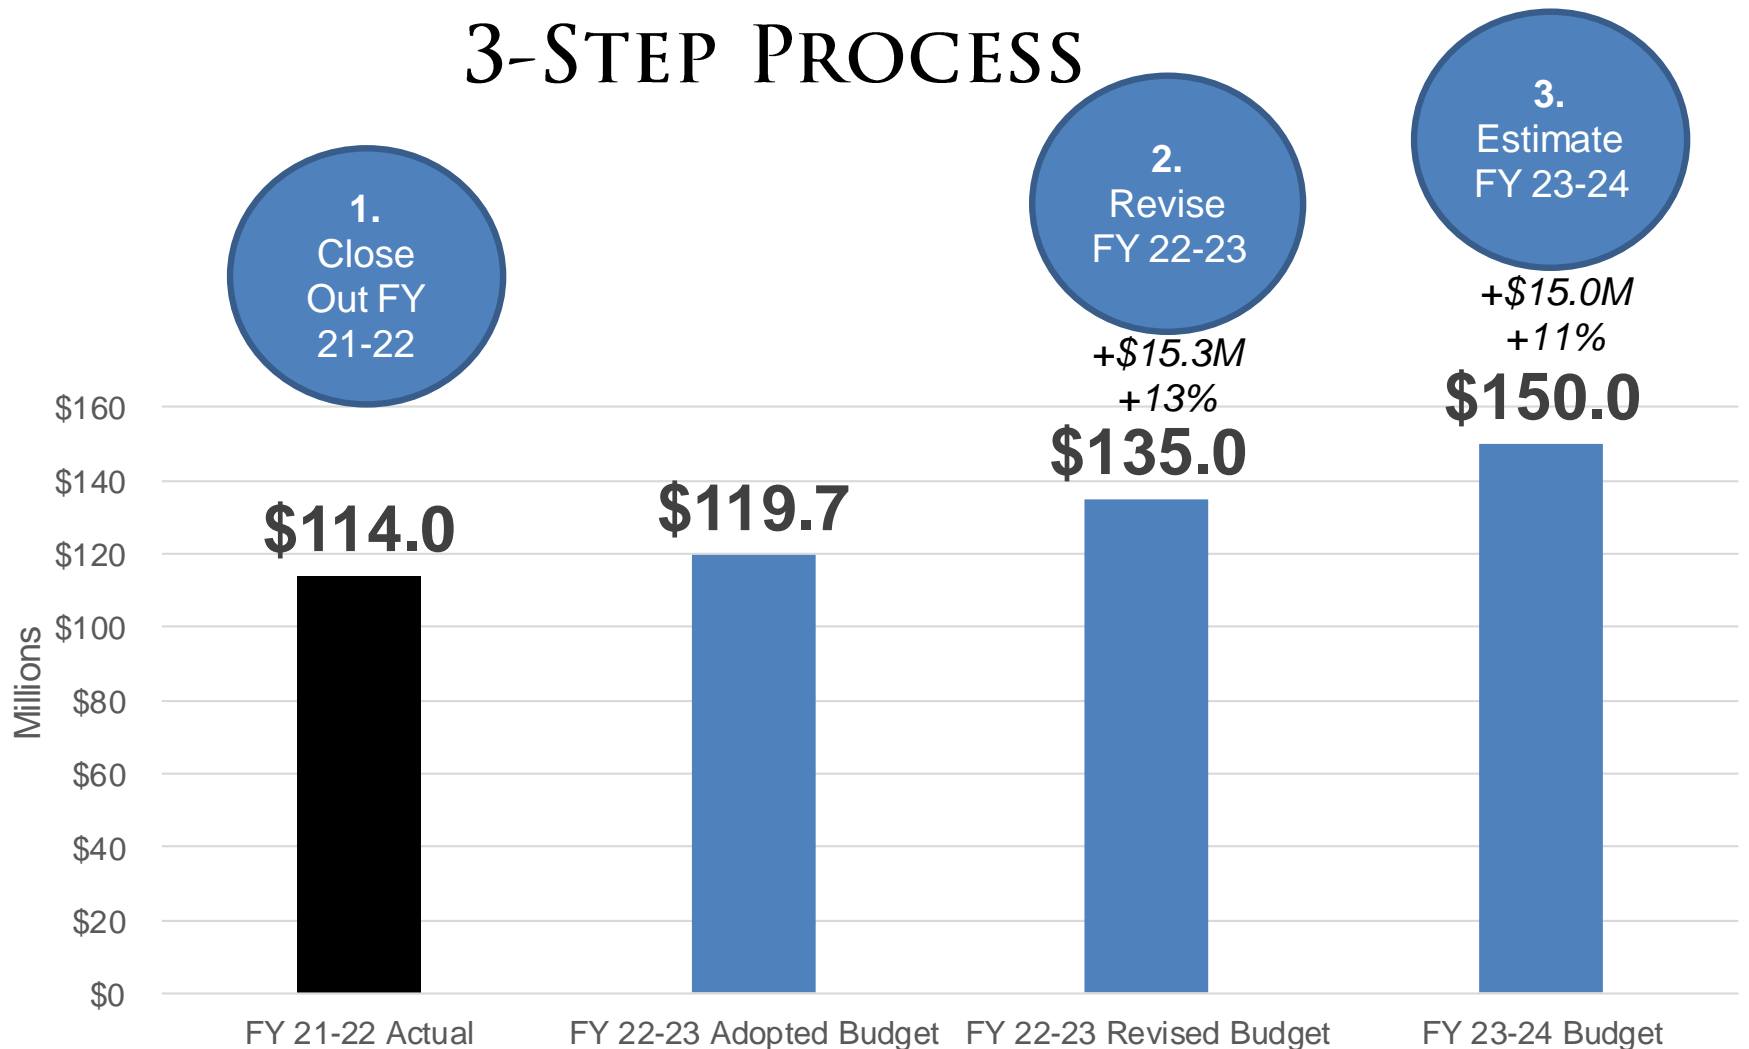 3-STEP PROCESS
1.
Close
Out FY
21-22
2.
Revise
FY 22-23
3.
Estimate
FY 23-24
+$15.3M
+13%
+$15.0M
+11%
$114.0
$119.7
$135.0
$150.0
Millions
$160
$140
$120
$100
$80
$60
$40
$20
$0
FY 21-22 Actual
FY 22-23 Adopted Budget
FY 22-23 Revised Budget
FY 23-24 Budget